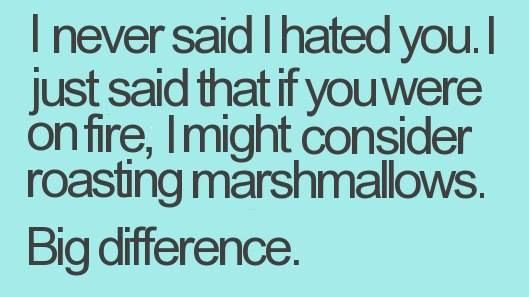 I never said I hated you. I
just said that if you were
on fire, I might consider
roasting marshmallows.
Big difference.